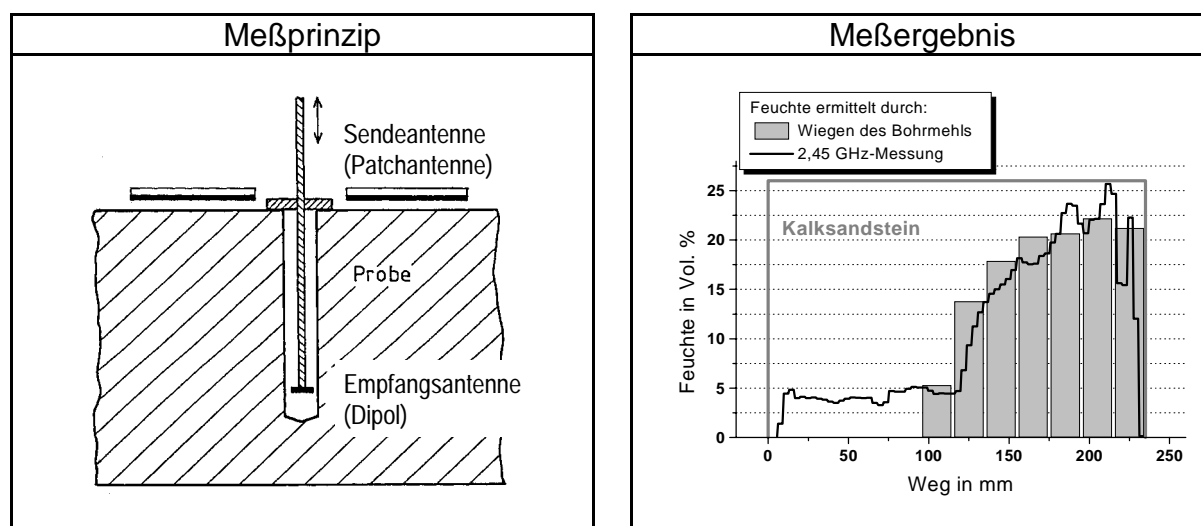 Meßprinzip
Sendeantenne
(Patchantenne)
Probe
Empfangsantenne
(Dipol)
Meßergebnis
Feuchte ermittelt durch:
Wiegen des Bohrmehls
2,45 GHz-Messung
Kalksandstein
Feuchte in Vol. %
25
20
15
10
5
0
0 50 100 150 200 250
Weg in mm